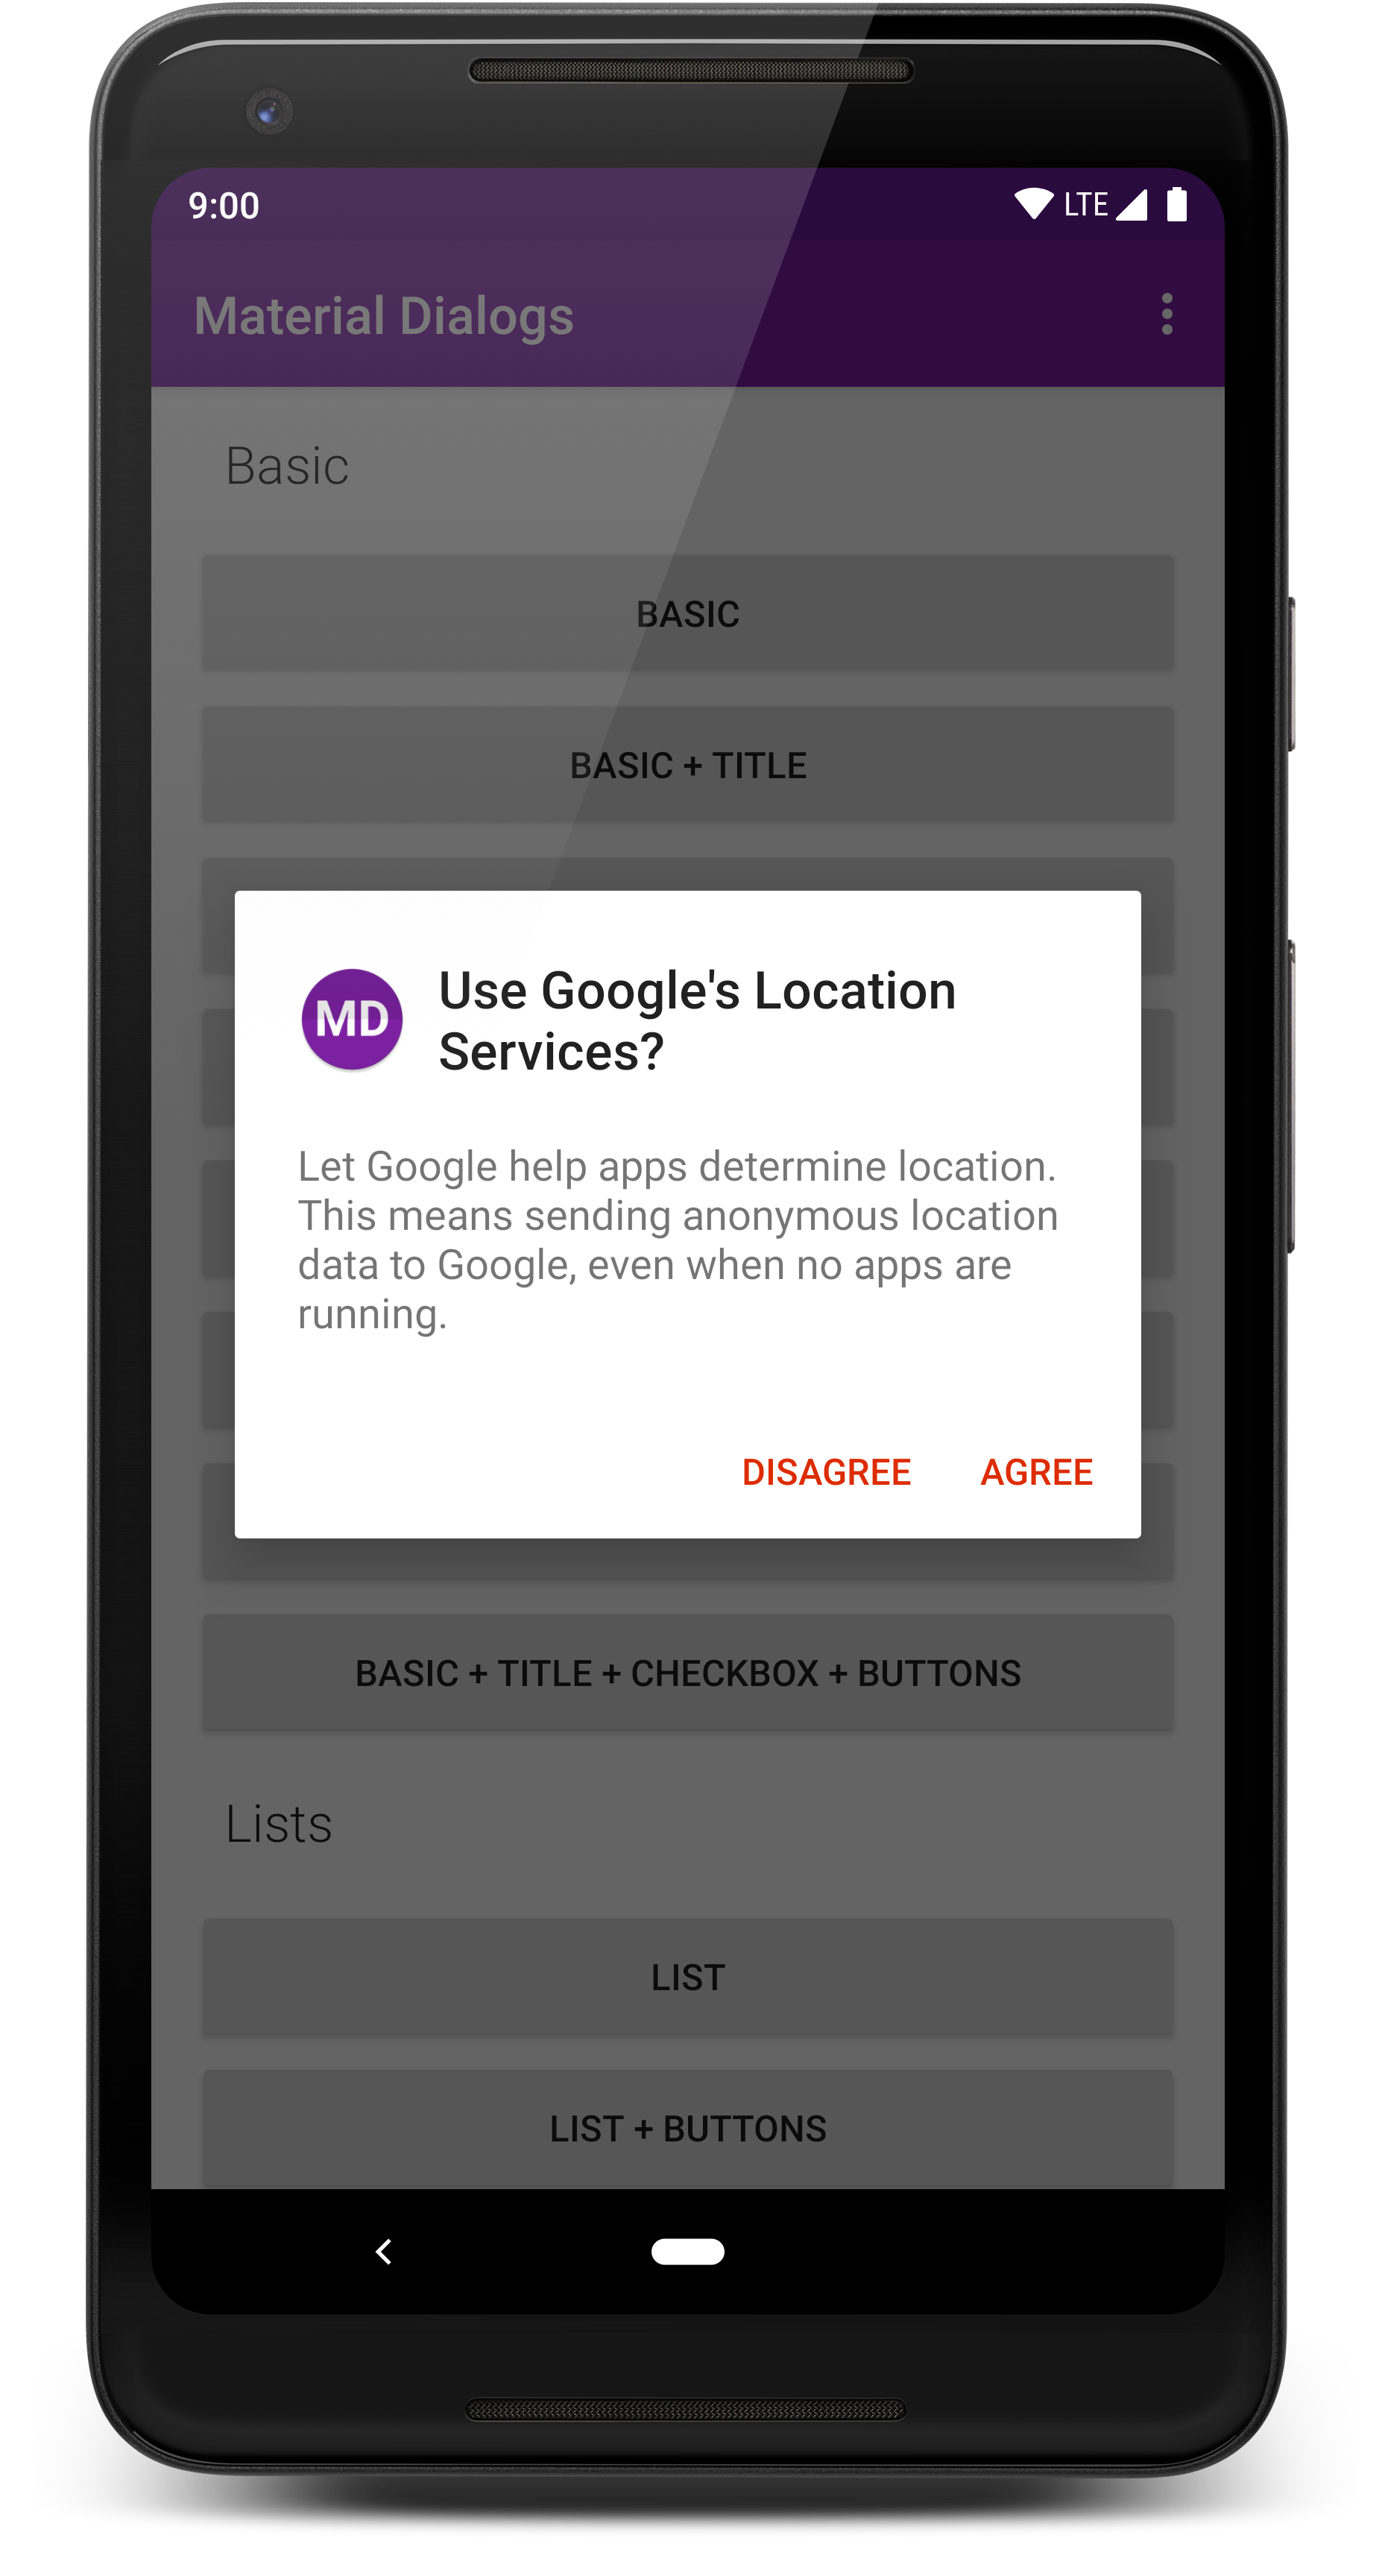 9:00 LTE
Material Dialogs
Basic
BASIC
BASIC + TITLE
MD
Use Google's Location
Services?
Let Google help apps determine location.
This means sending anonymous location
data to Google, even when no apps are
running.
DISAGREE AGREE
BASIC + TITLE + CHECKBOX + BUTTONS
Lists
LIST
LIST + BUTTONS